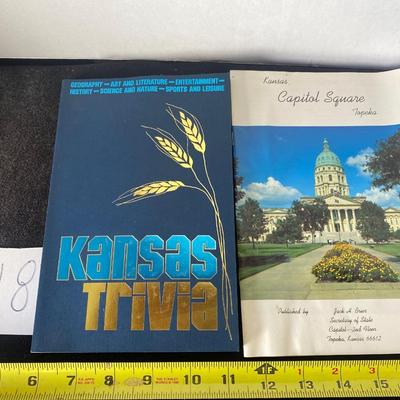 GEOGRAPHY — ART AND LITERATURE — ENTERTAINMENT —
HISTORY — SCIENCE AND NATURE — SPORTS AND LEISURE
Kansas
Trivia
Kansas
Capitol Square
Topeka
Published by
Jack H. Brier
Secretary of State
Capitol-2nd Floor
Topeka, Kansas 66612
8
6 7 8 9 10 11 12 13 14 15